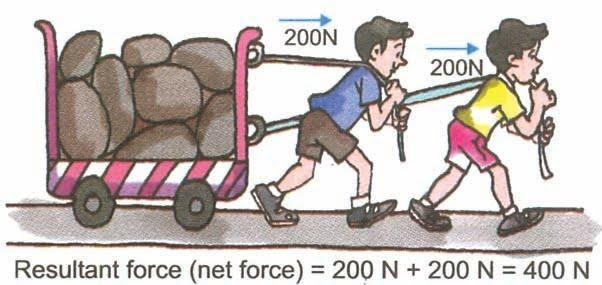 200N
200N
Resultant force (net force) = 200 N + 200 N = 400 N